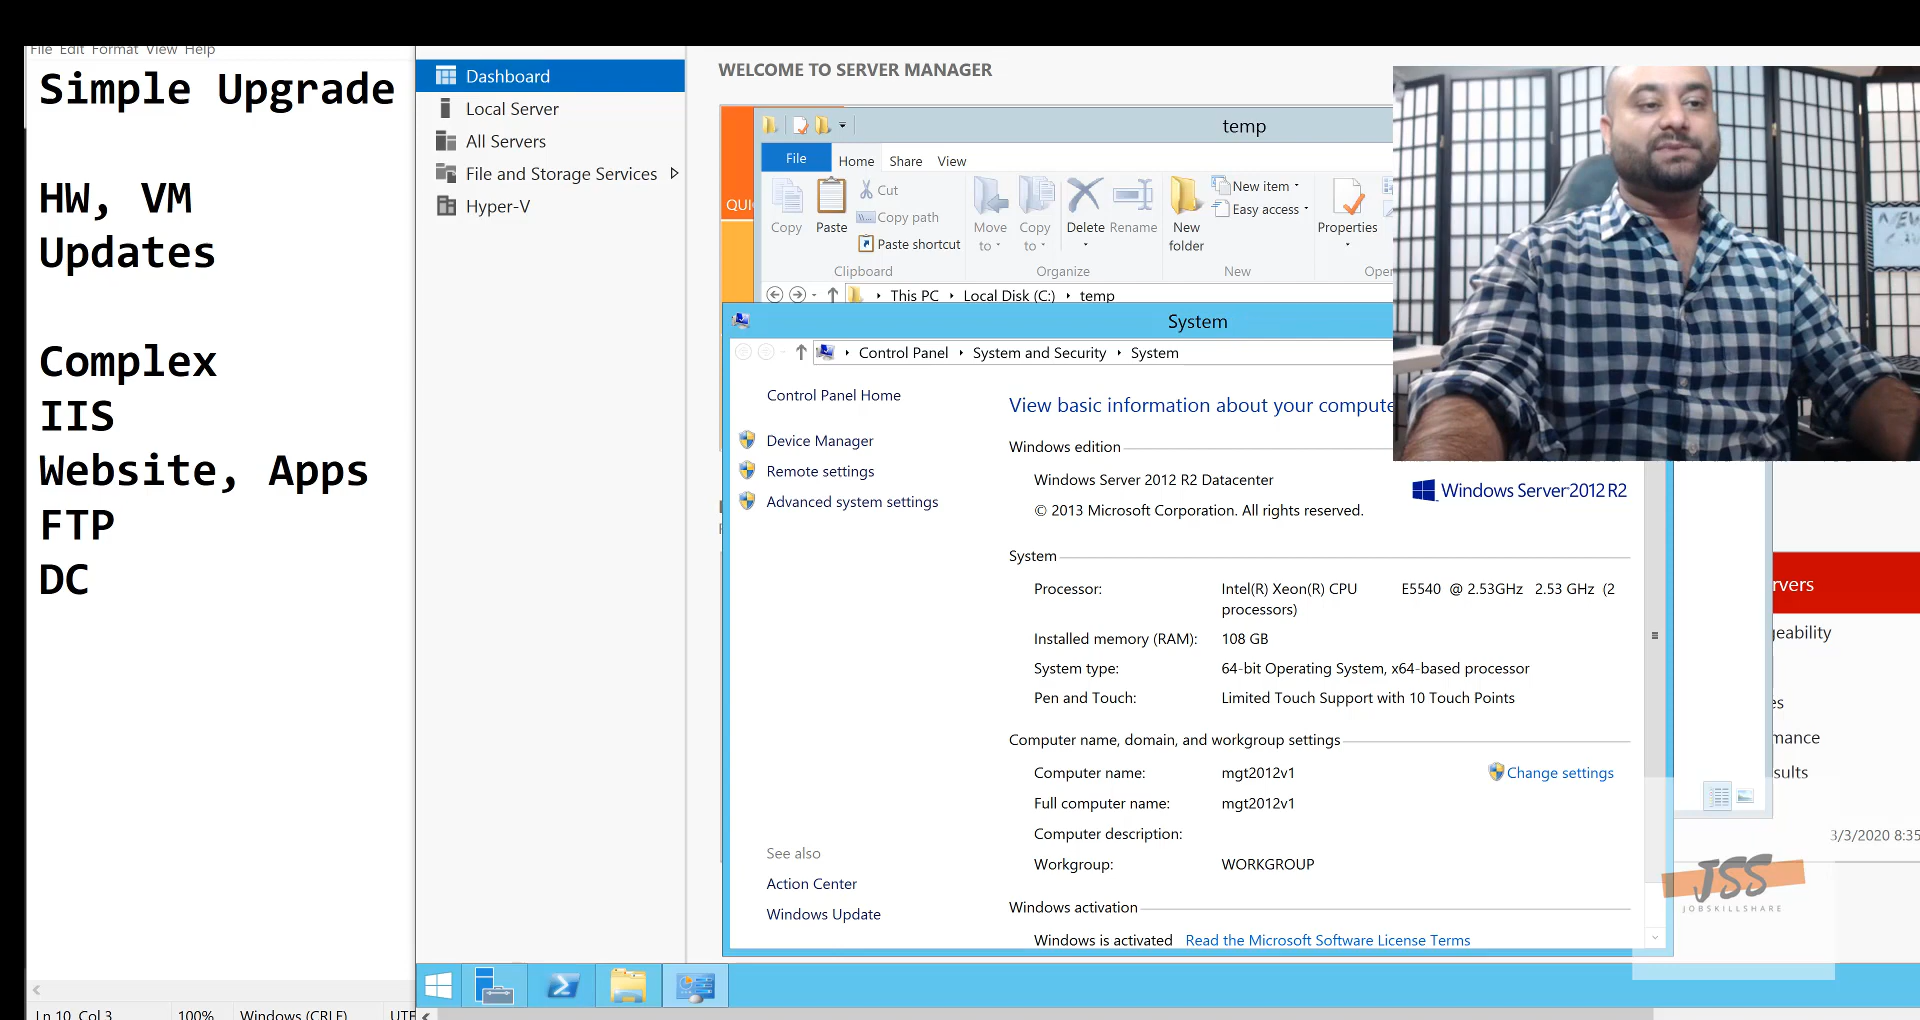 File Edit Format View Help
Simple Upgrade
HW, VM
Updates
Complex
IIS
Website, Apps
FTP
DC
Ln 10, Col 3
100%
Windows (CRLF)
UTF
Dashboard
Local Server
All Servers
File and Storage Services
Hyper-V
WELCOME TO SERVER MANAGER
QUI
temp
File Home Share View
Copy
Paste
Cut
Copy path
Paste shortcut
Clipboard
Move to
Copy to
Delete
Rename
Organize
New folder
New item
Easy access
New
Properties
Open
This PC Local Disk (C:) temp
System
Control Panel System and Security System
Control Panel Home
Device Manager
Remote settings
Advanced system settings
See also
Action Center
Windows Update
View basic information about your compute
Windows edition
Windows Server 2012 R2 Datacenter
© 2013 Microsoft Corporation. All rights reserved.
Windows Server 2012 R2
System
Processor: Intel(R) Xeon(R) CPU E5540 @ 2.53GHz 2.53 GHz (2
processors)
Installed memory (RAM): 108 GB
System type: 64-bit Operating System, x64-based processor
Pen and Touch: Limited Touch Support with 10 Touch Points
Computer name, domain, and workgroup settings
Computer name: mgt2012v1
Change settings
Full computer name: mgt2012v1
Computer description:
Workgroup: WORKGROUP
Windows activation
Windows is activated Read the Microsoft Software License Terms
rvers
geability
es
mance
sults
3/3/2020 8:35
JSS
JOBSKILLSHARE